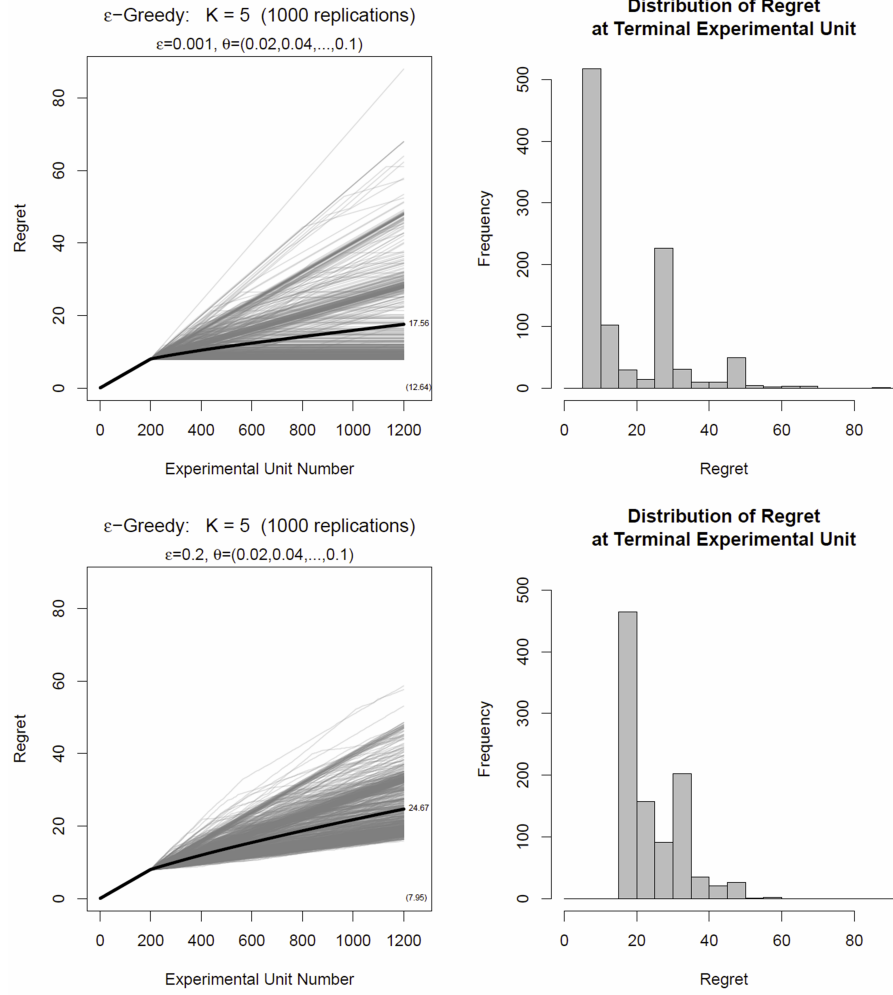 ε−Greedy: K = 5 (1000 replications)
ε=0.001, θ=(0.02,0.04,...,0.1)
80
60
40
20
0
Regret
17.56
(12.64)
0 200 400 600 800 1000 1200
Experimental Unit Number
Distribution of Regret
at Terminal Experimental Unit
500
400
300
200
100
0
Frequency
0 20 40 60 80
Regret
ε−Greedy: K = 5 (1000 replications)
ε=0.2, θ=(0.02,0.04,...,0.1)
80
60
40
20
0
Regret
24.67
(7.95)
0 200 400 600 800 1000 1200
Experimental Unit Number
Distribution of Regret
at Terminal Experimental Unit
500
400
300
200
100
0
Frequency
0 20 40 60 80
Regret